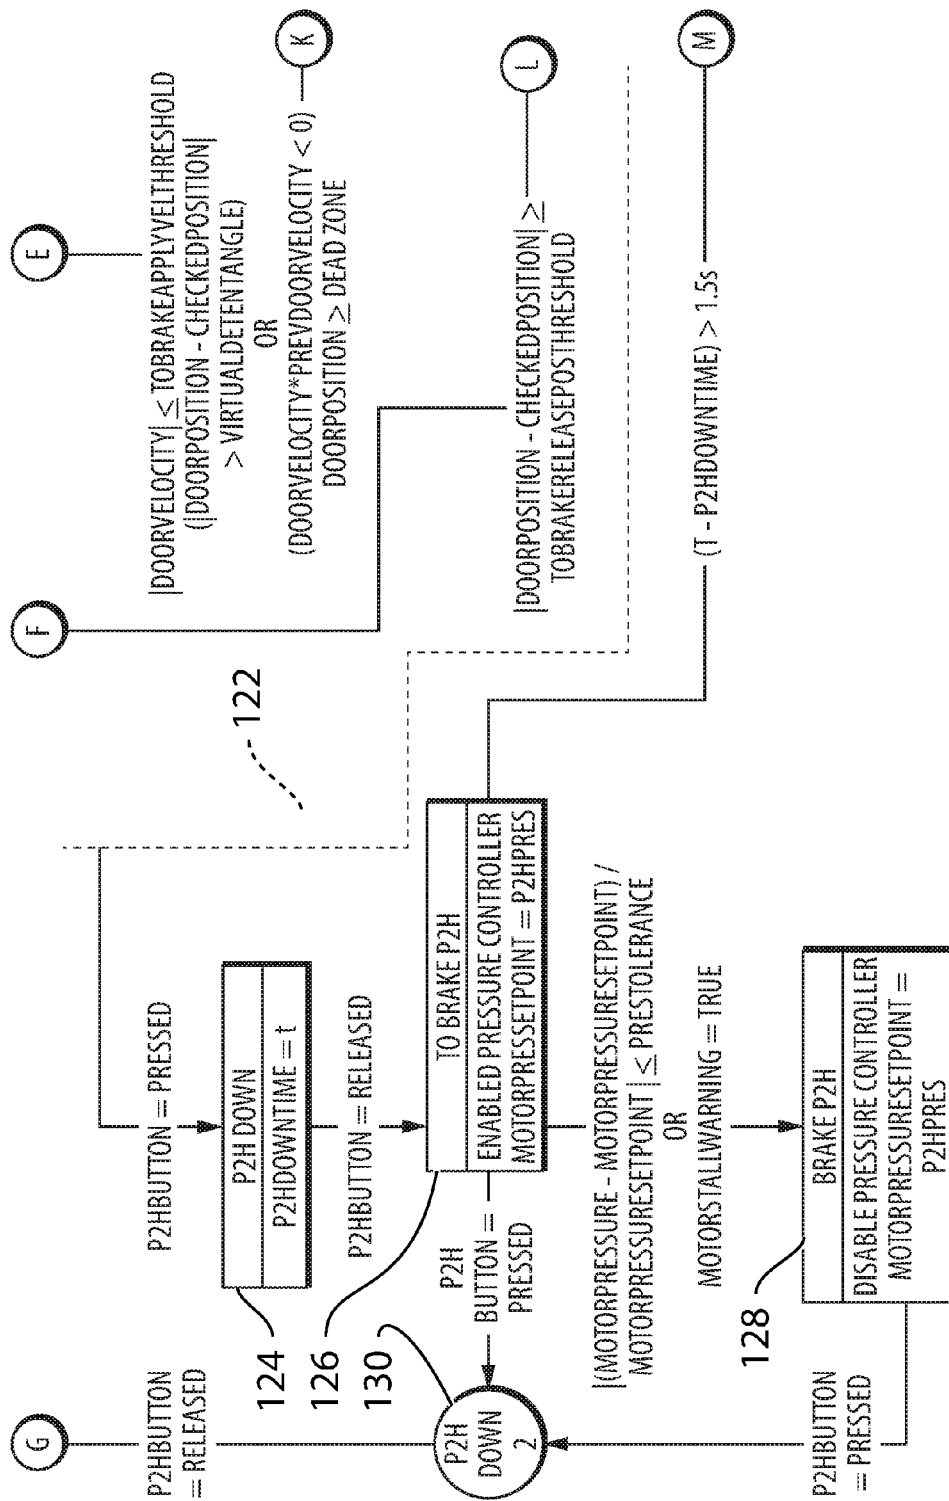 G
P2HBUTTON
= RELEASED
F
E
P2HBUTTON = PRESSED
122
124
P2H DOWN
P2HDOWNTIME = t
|DOORVELOCITY| ≤ TOBRAKEAPPLYVELTHRESHOLD
(|DOORPOSITION - CHECKEDPOSITION|
> VIRTUALDETENTANGLE)
OR
(DOORVELOCITY*PREVDOORVELOCITY < 0)
DOORPOSITION ≥ DEAD ZONE
K
126
P2HBUTTON = RELEASED
130
P2H
DOWN
2
P2H
BUTTON =
PRESSED
TO BRAKE P2H
ENABLED PRESSURE CONTROLLER
MOTORPRESSETPOINT = P2HPRES
|DOORPOSITION - CHECKEDPOSITION| ≥
TOBRAKERELEASEPOSTHRESHOLD
L
|(MOTORPRESSURE - MOTORPRESSURESETPOINT) /
MOTORPRESSURESETPOINT | ≤ PRESTOLERANCE
OR
MOTORSTALLWARNING = TRUE
(T - P2HDOWNTIME) > 1.5s
M
128
BRAKE P2H
DISABLE PRESSURE CONTROLLER
MOTORPRESSURESETPOINT =
P2HPRES
P2HBUTTON
= PRESSED